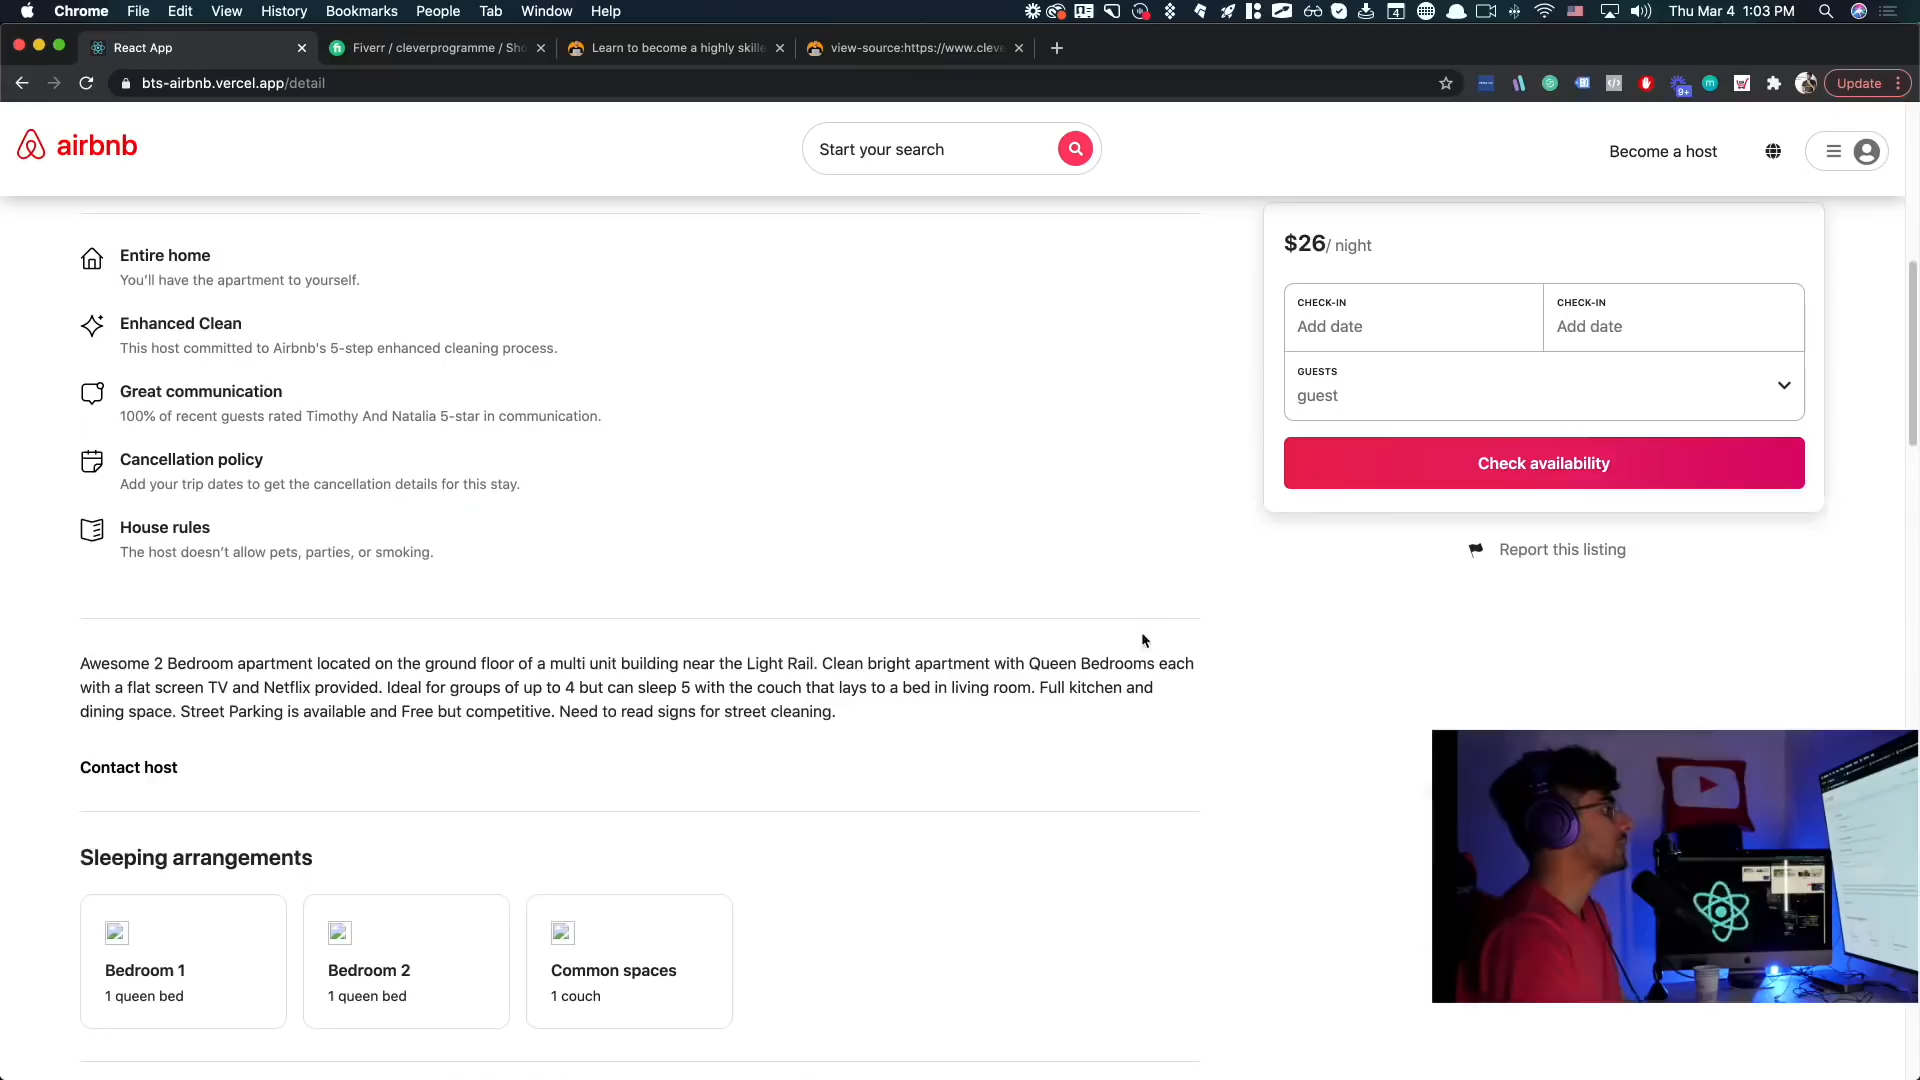 Chrome File Edit View History Bookmarks People Tab Window Help
4
Thu Mar 4 1:03 PM
React App
Fiverr / cleverprogramme / Sho
Learn to become a highly skille
view-source:https://www.cleve
bts-airbnb.vercel.app/detail
9+
Update
airbnb
Start your search
Become a host
Entire home
You’ll have the apartment to yourself.
Enhanced Clean
This host committed to Airbnb's 5-step enhanced cleaning process.
Great communication
100% of recent guests rated Timothy And Natalia 5-star in communication.
Cancellation policy
Add your trip dates to get the cancellation details for this stay.
House rules
The host doesn’t allow pets, parties, or smoking.
$26/ night
CHECK-IN
Add date
CHECK-IN
Add date
GUESTS
guest
Check availability
Report this listing
Awesome 2 Bedroom apartment located on the ground floor of a multi unit building near the Light Rail. Clean bright apartment with Queen Bedrooms each
with a flat screen TV and Netflix provided. Ideal for groups of up to 4 but can sleep 5 with the couch that lays to a bed in living room. Full kitchen and
dining space. Street Parking is available and Free but competitive. Need to read signs for street cleaning.
Contact host
Sleeping arrangements
Bedroom 1
1 queen bed
Bedroom 2
1 queen bed
Common spaces
1 couch